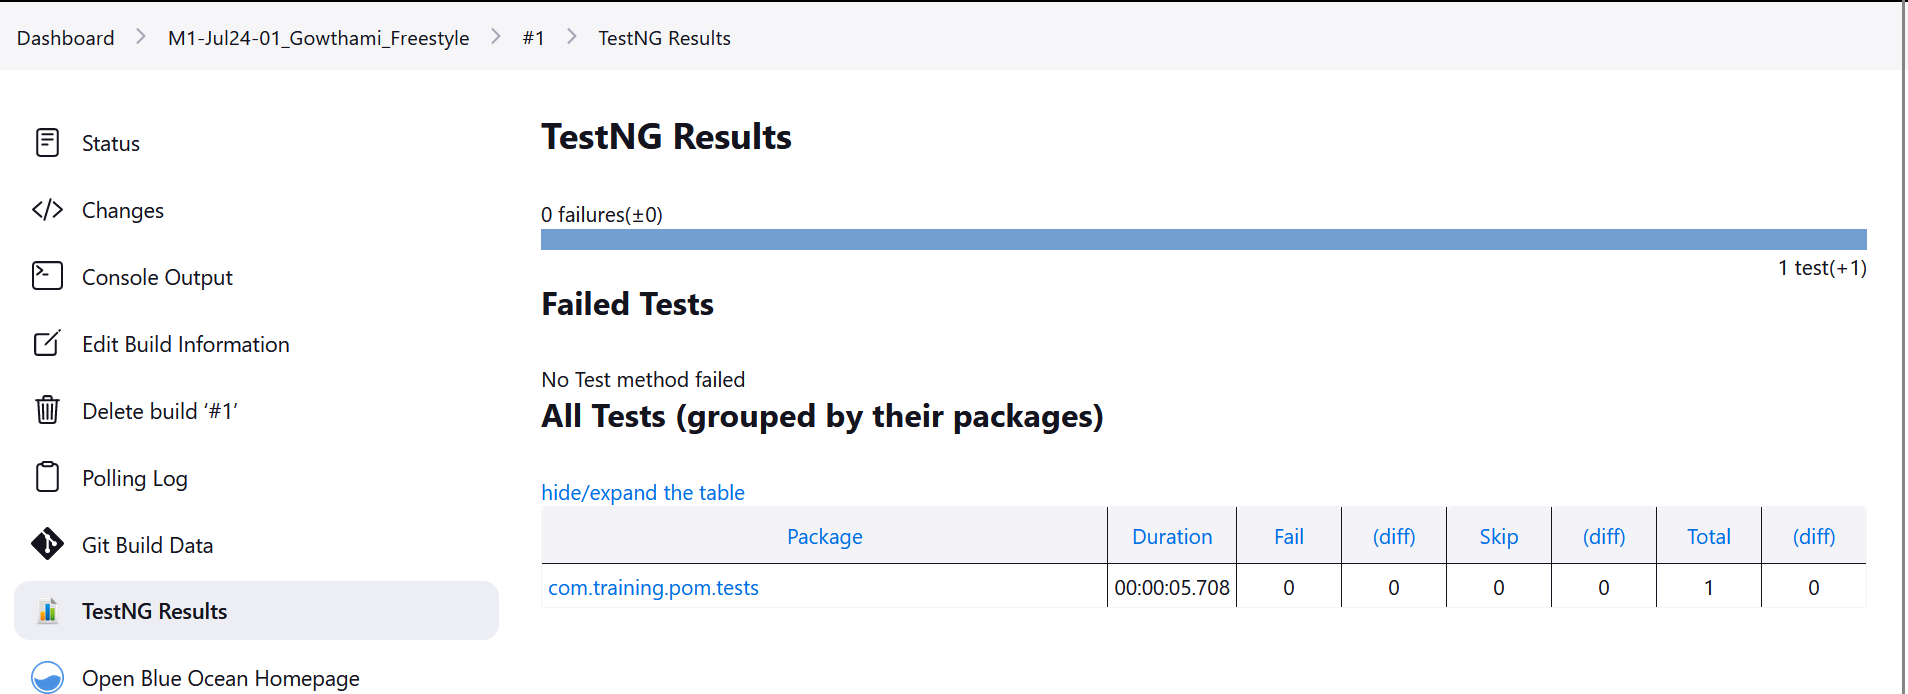 Dashboard > M1-Jul24-01_Gowthami_Freestyle > #1 > TestNG Results
Status
Changes
Console Output
Edit Build Information
Delete build ‘#1’
Polling Log
Git Build Data
TestNG Results
Open Blue Ocean Homepage
TestNG Results
0 failures(±0)
1 test(+1)
Failed Tests
No Test method failed
All Tests (grouped by their packages)
hide/expand the table
Package Duration Fail (diff) Skip (diff) Total (diff)
com.training.pom.tests 00:00:05.708 0 0 0 0 1 0